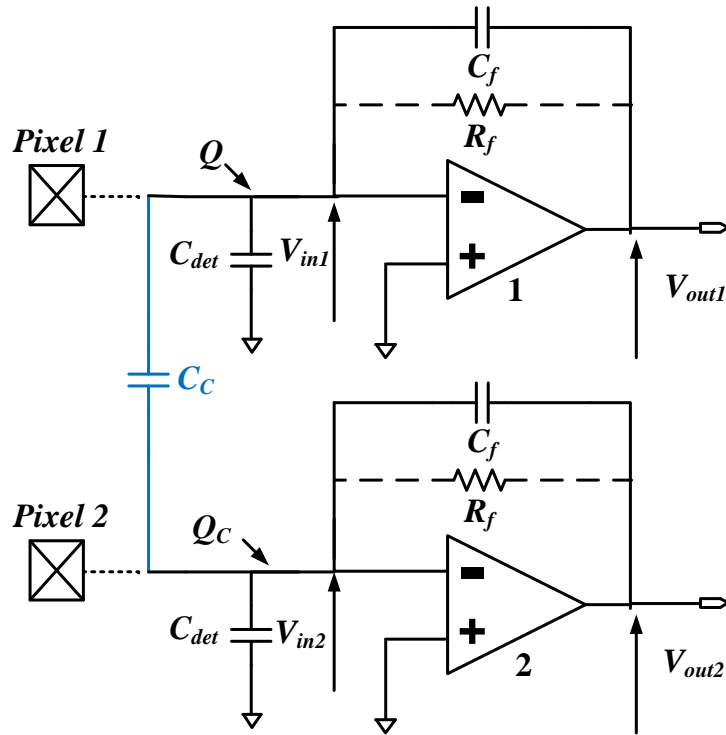 C_f
R_f
Pixel 1
Q
C_det
V_in1
-
+
1
V_out1
C_C
C_f
R_f
Pixel 2
Q_C
C_det
V_in2
-
+
2
V_out2